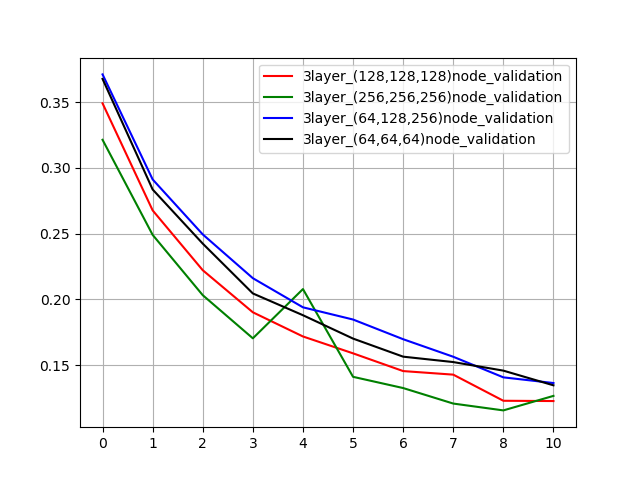 3layer_(128,128,128)node_validation
3layer_(256,256,256)node_validation
3layer_(64,128,256)node_validation
3layer_(64,64,64)node_validation
0.35
0.30
0.25
0.20
0.15
0 1 2 3 4 5 6 7 8 10